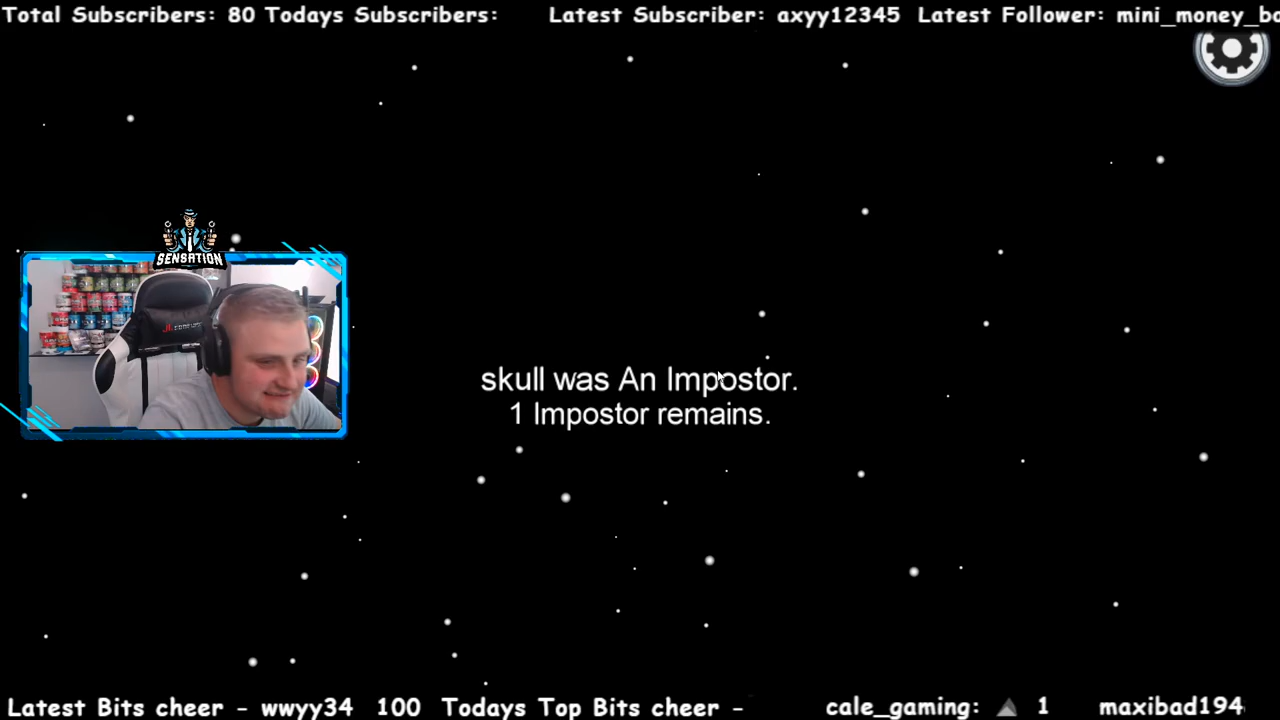 Total Subscribers: 80 Todays Subscribers: Latest Subscriber: axyy12345 Latest Follower: mini_money_
SENSATION
skull was An Impostor.
1 Impostor remains.
Latest Bits cheer - wwyy34 100 Todays Top Bits cheer - cale_gaming: 1 maxibad194